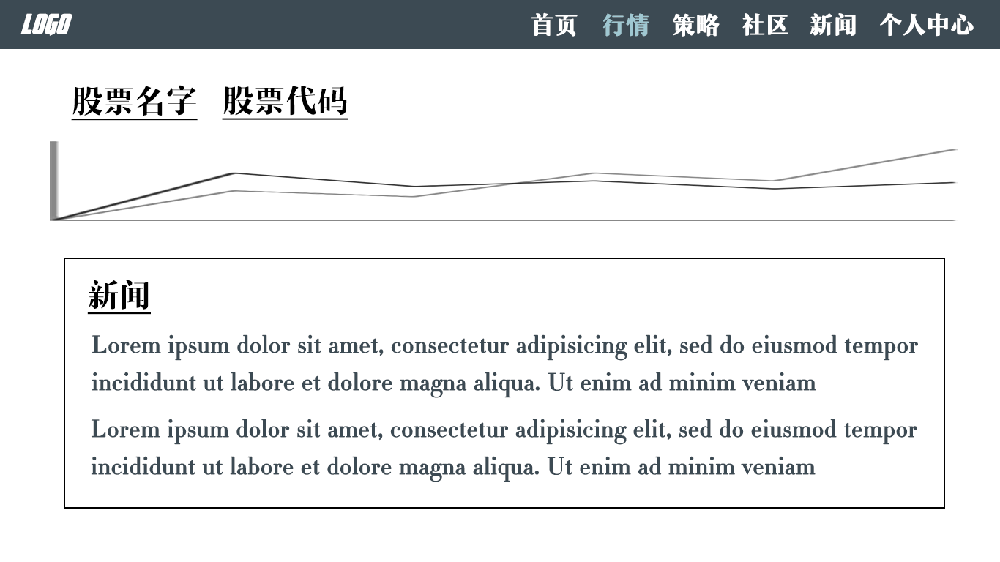 LOGO 首页 行情 策略 社区 新闻 个人中心
股票名字 股票代码
新闻
Lorem ipsum dolor sit amet, consectetur adipisicing elit, sed do eiusmod tempor
incididunt ut labore et dolore magna aliqua. Ut enim ad minim veniam
Lorem ipsum dolor sit amet, consectetur adipisicing elit, sed do eiusmod tempor
incididunt ut labore et dolore magna aliqua. Ut enim ad minim veniam